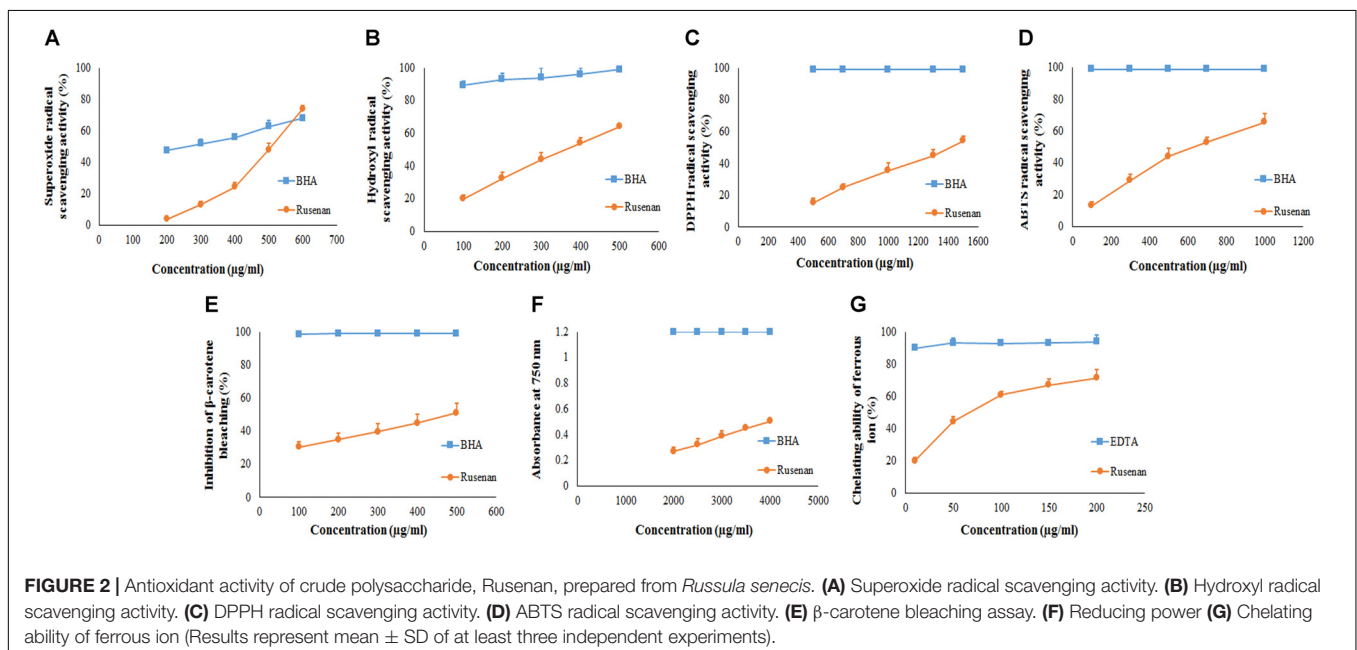 A
Superoxide radical
scavenging activity (%)
100
80
60
40
20
0
0 100 200 300 400 500 600 700
BHA
Rusenan
Concentration (µg/ml)
B
Hydroxyl radical
scavenging activity (%)
100
80
60
40
20
0
0 100 200 300 400 500 600
BHA
Rusenan
Concentration (µg/ml)
C
DPPH radical scavenging
activity (%)
100
80
60
40
20
0
0 200 400 600 800 1000 1200 1400 1600
BHA
Rusenan
Concentration (µg/ml)
D
ABTS radical scavenging
activity (%)
100
80
60
40
20
0
0 200 400 600 800 1000 1200
BHA
Rusenan
Concentration (µg/ml)
E
Inhibition of β-carotene
bleaching (%)
100
80
60
40
20
0
0 100 200 300 400 500 600
BHA
Rusenan
Concentration (µg/ml)
F
Absorbance at 750 nm
1.2
1
0.8
0.6
0.4
0.2
0
0 1000 2000 3000 4000 5000
BHA
Rusenan
Concentration (µg/ml)
G
Chelating ability of ferrous
ion (%)
100
80
60
40
20
0
0 50 100 150 200 250
EDTA
Rusenan
Concentration (µg/ml)
FIGURE 2 | Antioxidant activity of crude polysaccharide, Rusenan, prepared from Russula senecis. (A) Superoxide radical scavenging activity. (B) Hydroxyl radical
scavenging activity. (C) DPPH radical scavenging activity. (D) ABTS radical scavenging activity. (E) β-carotene bleaching assay. (F) Reducing power (G) Chelating
ability of ferrous ion (Results represent mean ± SD of at least three independent experiments).